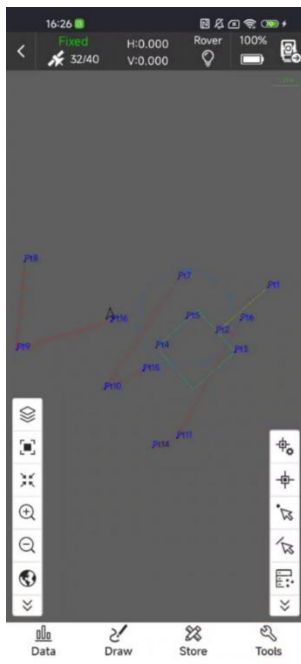 16:26
Fixed
32/40
H:0.000
V:0.000
Rover
100%
Pt8
Pt7
Pt1
Pt16
Pt5
Pt6
Pt2
Pt9
Pt4
Pt3
Pt15
Pt10
Pt11
Pt14
Data
Draw
Store
Tools